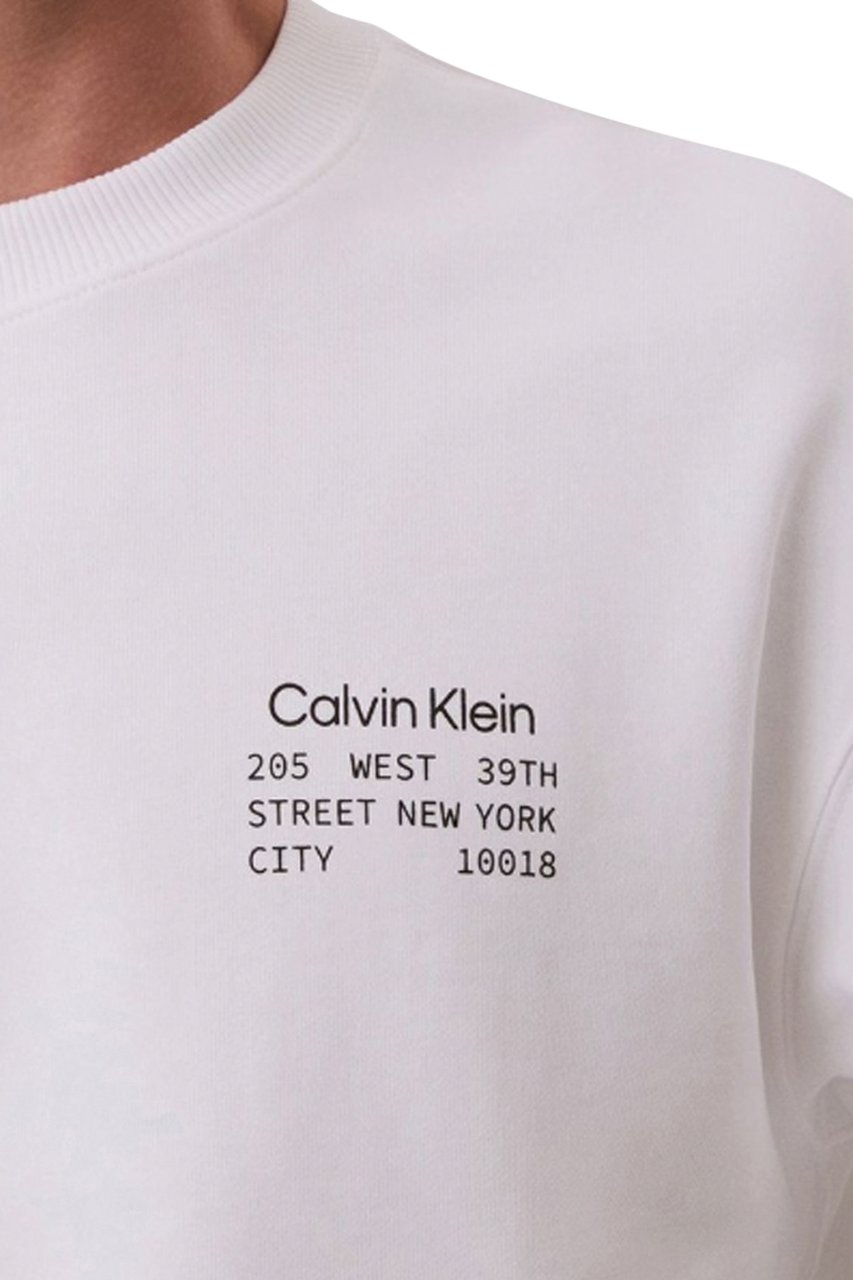 Calvin Klein
205 WEST 39TH
STREET NEW YORK
CITY 10018